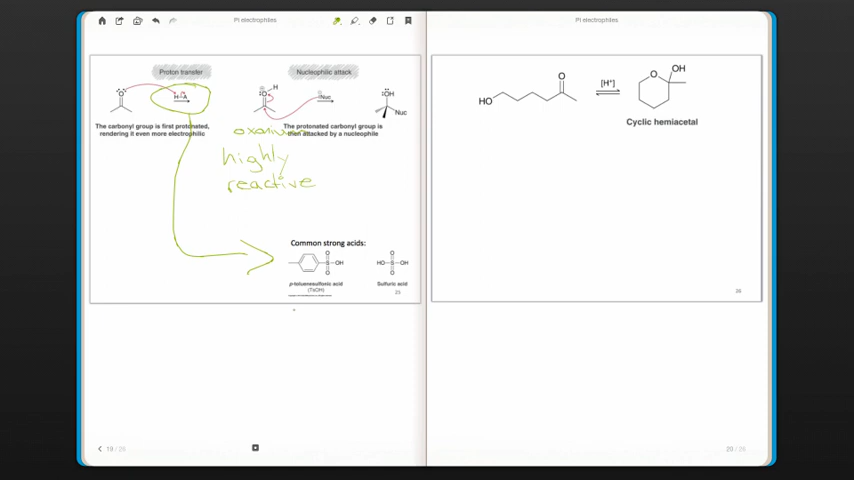 PI electrophiles
PI electrophiles
Proton transfer
Nucleophilic attack
O
H-A
H
O
Nuc
OH
Nuc
The carbonyl group is first protonated,
rendering it even more electrophilic
The protonated carbonyl group is
then attacked by a nucleophile
highly
reactive
Common strong acids:
O
S
OH
O
O
HO
S
OH
O
p-toluenesulfonic acid
(TsOH)
Sulfuric acid
25
HO
O
[H+]
O
OH
Cyclic hemiacetal
19 / 26
20 / 26